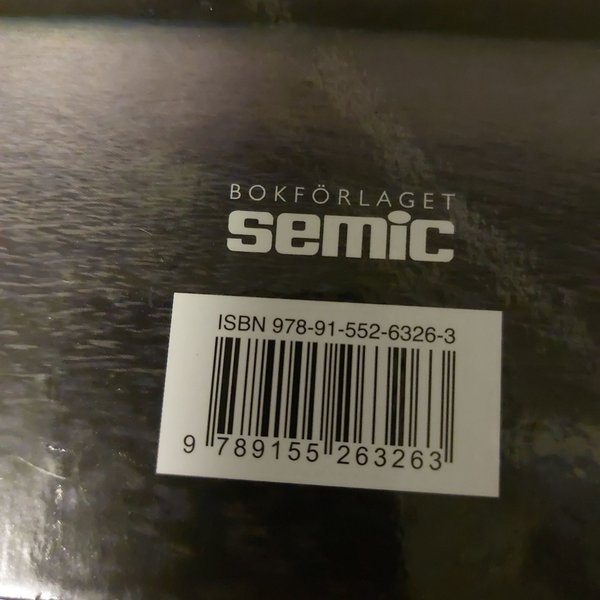 BOKFÖRLAGET
semic
ISBN 978-91-552-6326-3
9 789155 263263